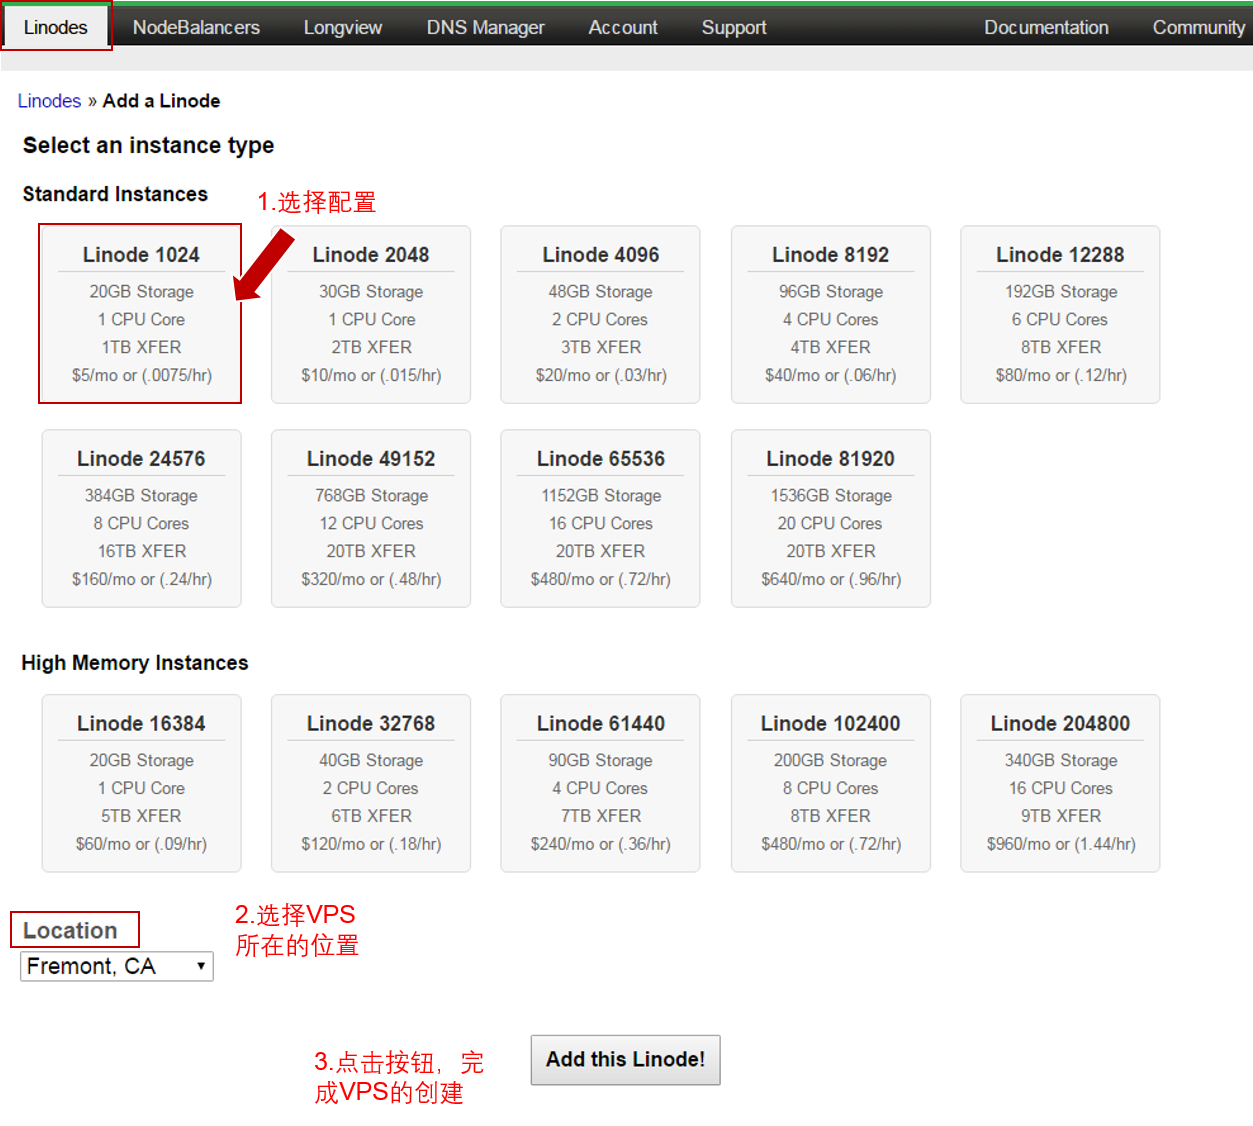 Linodes NodeBalancers Longview DNS Manager Account Support Documentation Community
Linodes » Add a Linode
Select an instance type
Standard Instances
1.选择配置
Linode 1024
20GB Storage
1 CPU Core
1TB XFER
$5/mo or (.0075/hr)
Linode 2048
30GB Storage
1 CPU Core
2TB XFER
$10/mo or (.015/hr)
Linode 4096
48GB Storage
2 CPU Cores
3TB XFER
$20/mo or (.03/hr)
Linode 8192
96GB Storage
4 CPU Cores
4TB XFER
$40/mo or (.06/hr)
Linode 12288
192GB Storage
6 CPU Cores
8TB XFER
$80/mo or (.12/hr)
Linode 24576
384GB Storage
8 CPU Cores
16TB XFER
$160/mo or (.24/hr)
Linode 49152
768GB Storage
12 CPU Cores
20TB XFER
$320/mo or (.48/hr)
Linode 65536
1152GB Storage
16 CPU Cores
20TB XFER
$480/mo or (.72/hr)
Linode 81920
1536GB Storage
20 CPU Cores
20TB XFER
$640/mo or (.96/hr)
High Memory Instances
Linode 16384
20GB Storage
1 CPU Core
5TB XFER
$60/mo or (.09/hr)
Linode 32768
40GB Storage
2 CPU Cores
6TB XFER
$120/mo or (.18/hr)
Linode 61440
90GB Storage
4 CPU Cores
7TB XFER
$240/mo or (.36/hr)
Linode 102400
200GB Storage
8 CPU Cores
8TB XFER
$480/mo or (.72/hr)
Linode 204800
340GB Storage
16 CPU Cores
9TB XFER
$960/mo or (1.44/hr)
Location
Fremont, CA
2.选择VPS
所在的位置
3.点击按钮，完
成VPS的创建
Add this Linode!